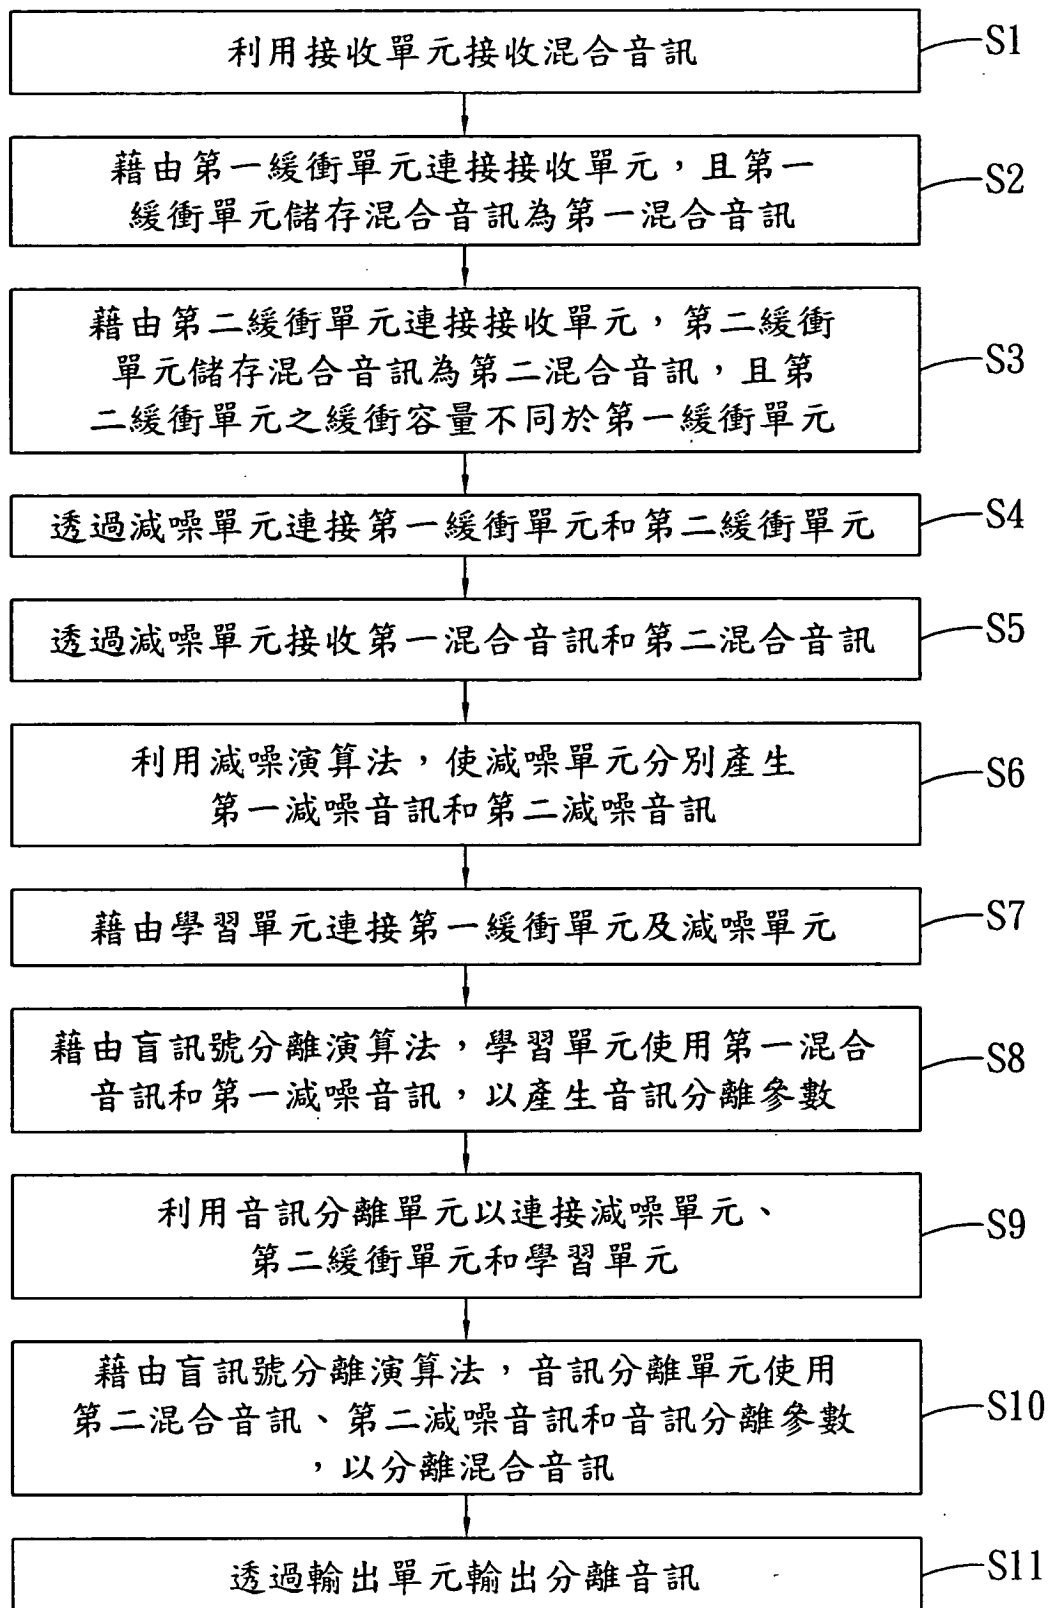 利用接收單元接收混合音訊
S1
藉由第一緩衝單元連接接收單元，且第一
緩衝單元儲存混合音訊為第一混合音訊
S2
藉由第二緩衝單元連接接收單元，第二緩衝
單元儲存混合音訊為第二混合音訊，且第
二緩衝單元之緩衝容量不同於第一緩衝單元
S3
透過減噪單元連接第一緩衝單元和第二緩衝單元
S4
透過減噪單元接收第一混合音訊和第二混合音訊
S5
利用減噪演算法，使減噪單元分別產生
第一減噪音訊和第二減噪音訊
S6
藉由學習單元連接第一緩衝單元及減噪單元
S7
藉由盲訊號分離演算法，學習單元使用第一混合
音訊和第一減噪音訊，以產生音訊分離參數
S8
利用音訊分離單元以連接減噪單元、
第二緩衝單元和學習單元
S9
藉由盲訊號分離演算法，音訊分離單元使用
第二混合音訊、第二減噪音訊和音訊分離參數
，以分離混合音訊
S10
透過輸出單元輸出分離音訊
S11